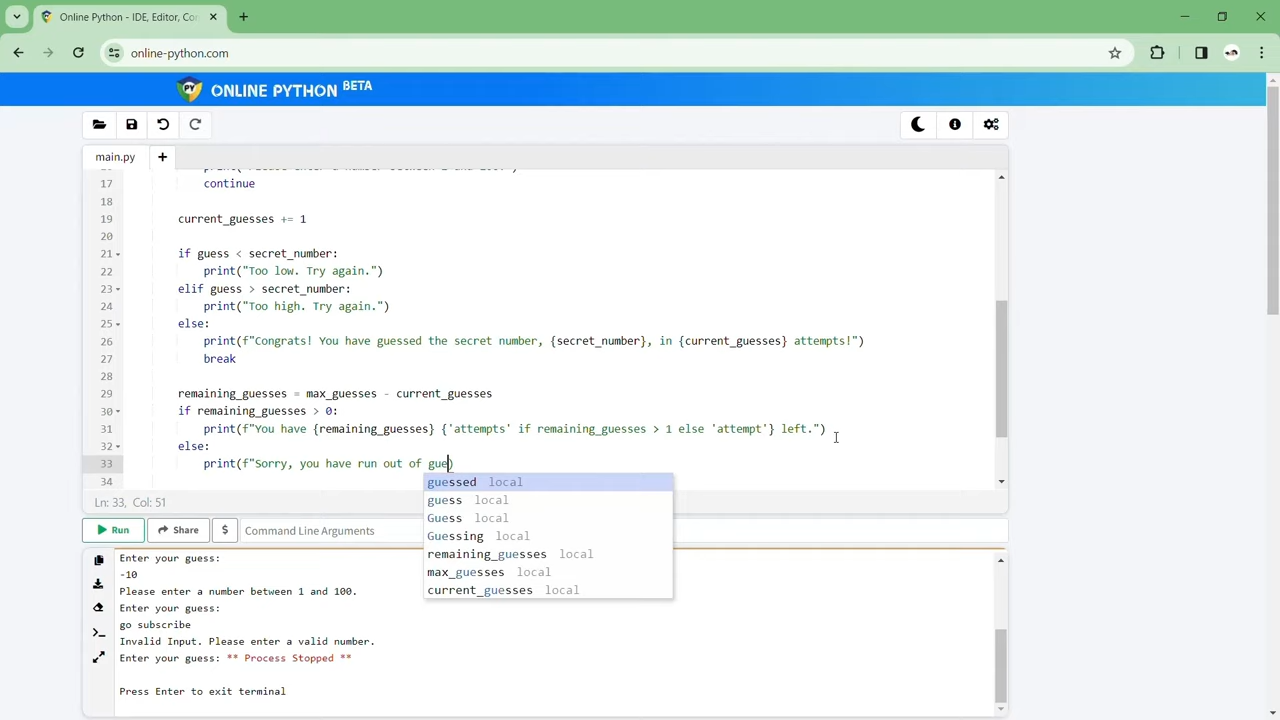 Online Python - IDE, Editor, Co
online-python.com
PY ONLINE PYTHON BETA
main.py
17 continue
18
19 current_guesses += 1
20
21 if guess < secret_number:
22 print("Too low. Try again.")
23 elif guess > secret_number:
24 print("Too high. Try again.")
25 else:
26 print(f"Congrats! You have guessed the secret number, {secret_number}, in {current_guesses} attempts!")
27 break
28
29 remaining_guesses = max_guesses - current_guesses
30 if remaining_guesses > 0:
31 print(f"You have {remaining_guesses} {'attempts' if remaining_guesses > 1 else 'attempt'} left.")
32 else:
33 print(f"Sorry, you have run out of gue)
34
guessed local
guess local
Guess local
Guessing local
remaining_guesses local
max_guesses local
current_guesses local
Ln: 33, Col: 51
Run Share $ Command Line Arguments
Enter your guess:
-10
Please enter a number between 1 and 100.
Enter your guess:
go subscribe
Invalid Input. Please enter a valid number.
Enter your guess: ** Process Stopped **
Press Enter to exit terminal